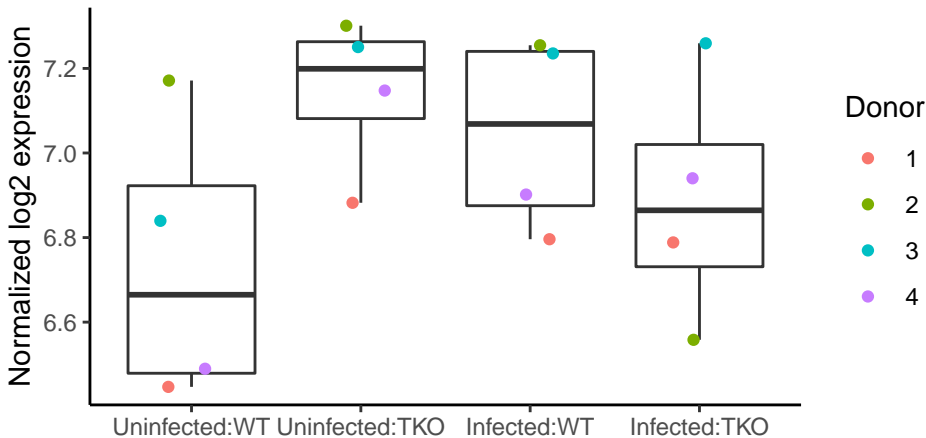 Normalized log2 expression
7.2
7.0
6.8
6.6
Uninfected:WT Uninfected:TKO Infected:WT Infected:TKO
Donor
1
2
3
4